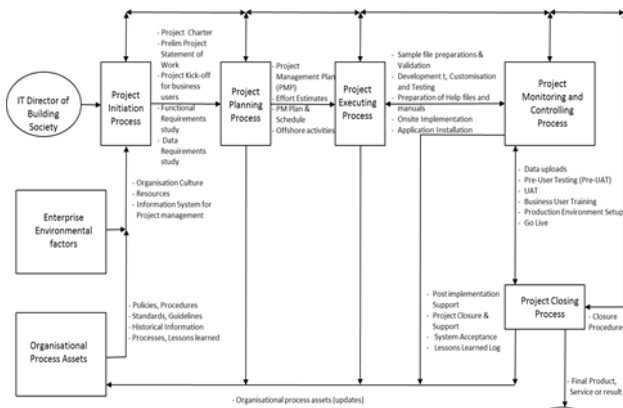 - Project Charter
- Prelim Project
Statement of
Work
- Project Kick-off
for business
users
- Functional
Requirements
study
- Data
Requirements
study
- Project
Management Plan
(PMP)
- Effort Estimates
- PM Plan &
Schedule
- Offshore activities
- Sample file preparations &
Validation
- Development t, Customisation
and Testing
- Preparation of Help files and
manuals
- Onsite Implementation
- Application Installation
IT Director of
Building
Society
Project
Initiation
Process
Project
Planning
Process
Project
Executing
Process
Project
Monitoring and
Controlling
Process
- Organisation Culture
- Resources
- Information System for
Project management
Enterprise
Environmental
factors
- Data uploads
- Pre-User Testing (Pre-UAT)
- UAT
- Business User Training
- Production Environment Setup
- Go Live
- Policies, Procedures
- Standards, Guidelines
- Historical Information
- Processes, Lessons learned
Organisational
Process Assets
- Post implementation
Support
- Project Closure &
Support
- System Acceptance
- Lessons Learned Log
Project Closing
Process
- Closure
Procedures
- Final Product,
Service or result
- Organisational process assets (updates)